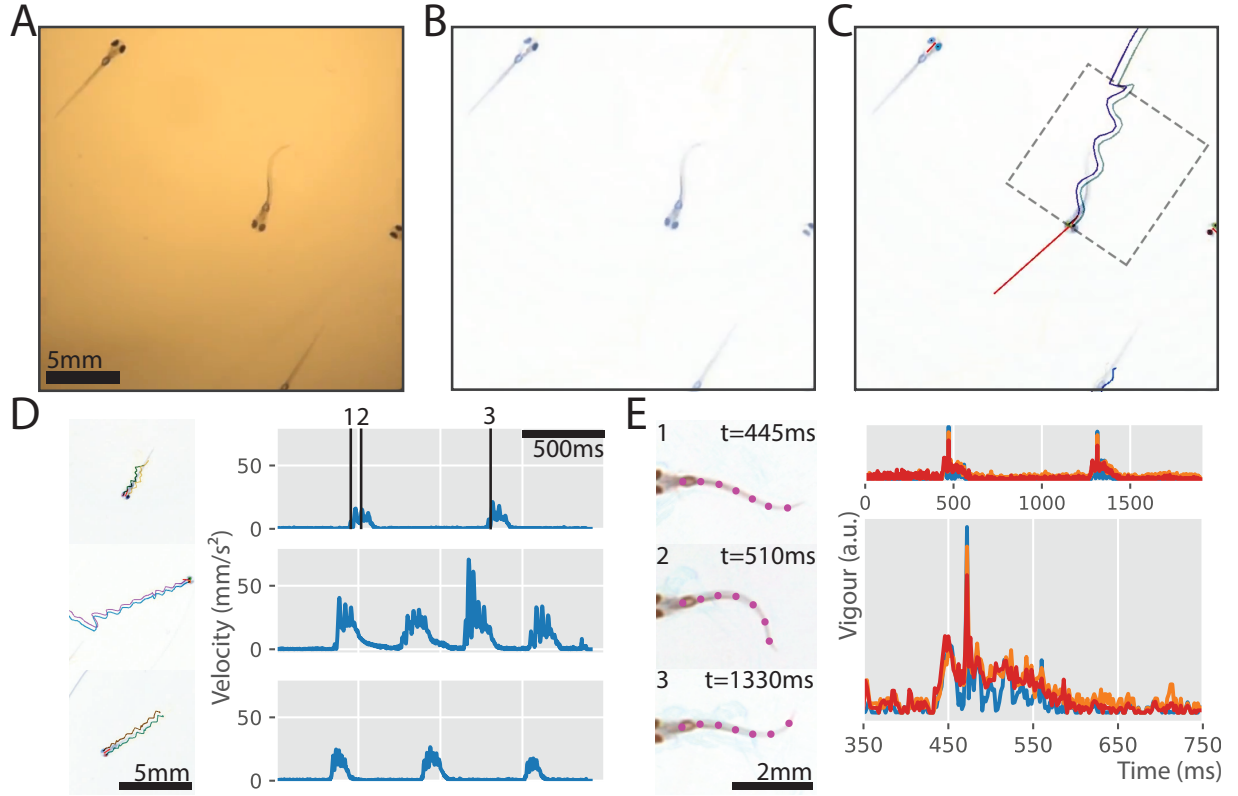 A
B
C
5mm
D
1 2 3
500ms
50
0
50
0
50
0
Velocity (mm/s²)
5mm
E
1 t=445ms
2 t=510ms
3 t=1330ms
2mm
0 500 1000 1500
Vigour (a.u.)
350 450 550 650 750
Time (ms)